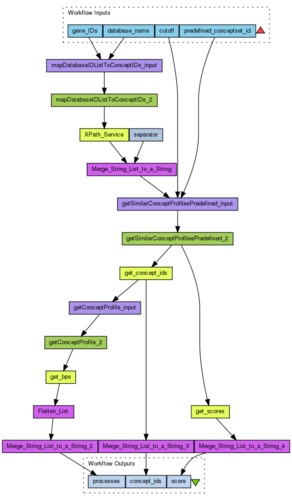 Workflow Inputs
gene_IDs database_name cutoff predefined_conceptset_id
mapDatabaseIDListToConceptIDs_input
mapDatabaseIDListToConceptIDs_2
XPath_Service separator
Merge_String_List_to_a_String
getSimilarConceptProfilesPredefined_input
getSimilarConceptProfilesPredefined_2
get_concept_ids
getConceptProfile_input
getConceptProfile_2
get_bps
Flatten_List get_scores
Merge_String_List_to_a_String_2 Merge_String_List_to_a_String_3 Merge_String_List_to_a_String_4
Workflow Outputs
processes concept_ids score